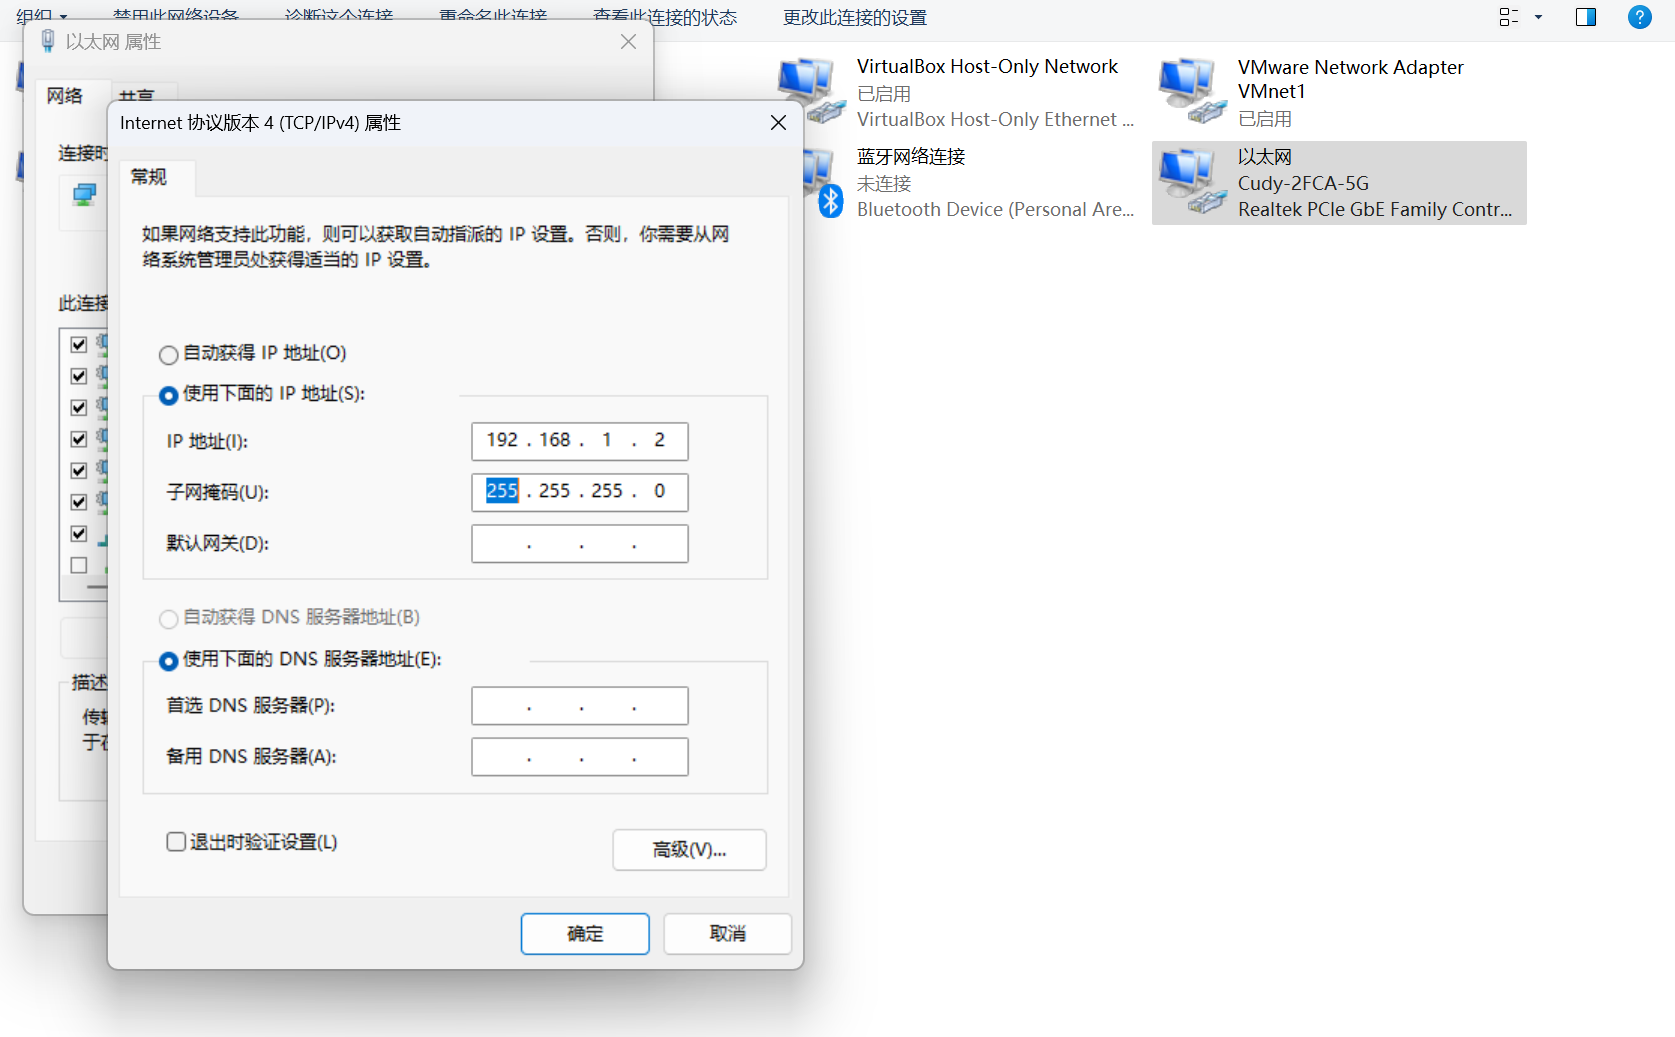 组织 禁用此网络设备 诊断这个连接 重命名此连接 查看此连接的状态 更改此连接的设置
以太网 属性
网络 共享
连接时
此连接
描述
传输
于在
Internet 协议版本 4 (TCP/IPv4) 属性
常规
如果网络支持此功能，则可以获取自动指派的 IP 设置。否则，你需要从网
络系统管理员处获得适当的 IP 设置。
自动获得 IP 地址(O)
使用下面的 IP 地址(S):
IP 地址(I): 192 . 168 . 1 . 2
子网掩码(U): 255 . 255 . 255 . 0
默认网关(D): . . .
自动获得 DNS 服务器地址(B)
使用下面的 DNS 服务器地址(E):
首选 DNS 服务器(P): . . .
备用 DNS 服务器(A): . . .
退出时验证设置(L)
高级(V)...
确定 取消
VirtualBox Host-Only Network
已启用
VirtualBox Host-Only Ethernet ...
VMware Network Adapter
VMnet1
已启用
蓝牙网络连接
未连接
Bluetooth Device (Personal Are...
以太网
Cudy-2FCA-5G
Realtek PCIe GbE Family Contr...